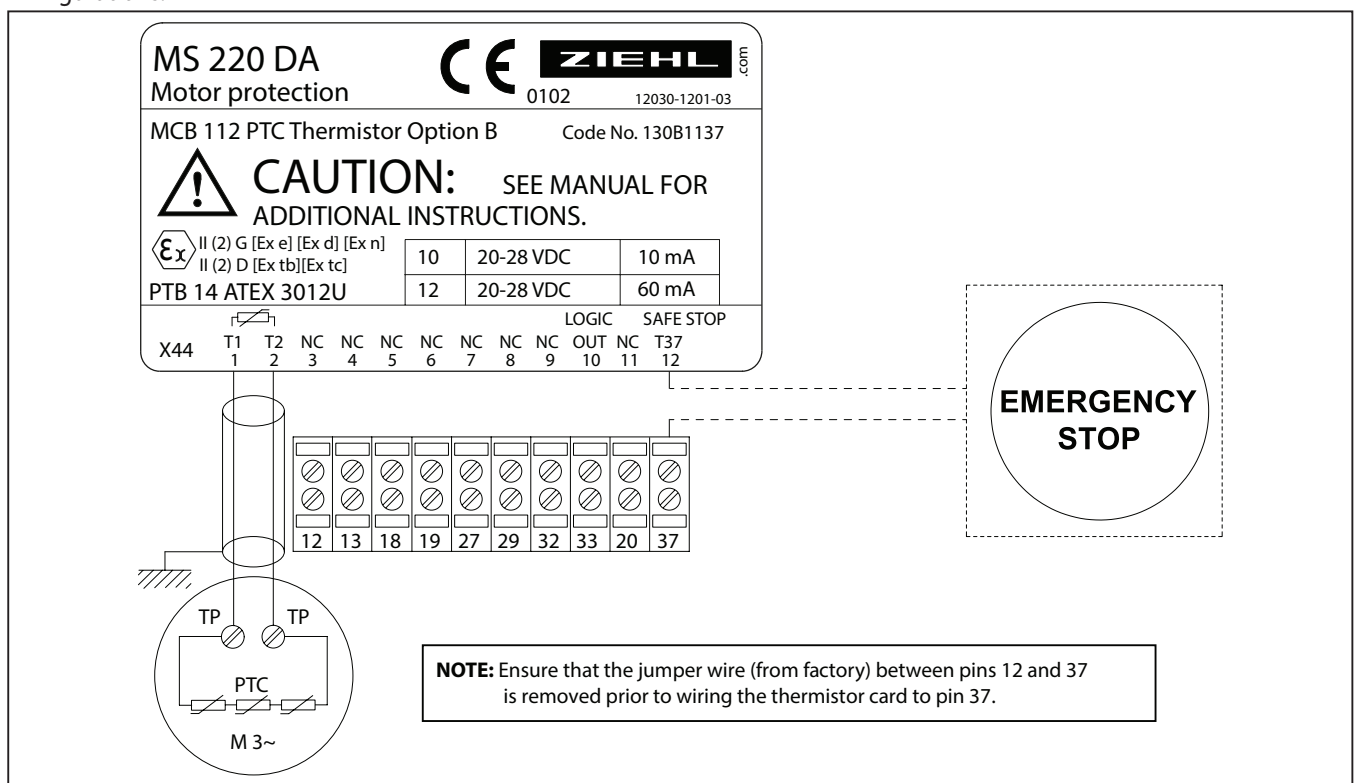 MS 220 DA
Motor protection
CE
0102
ZIEHL
.com
12030-1201-03
MCB 112 PTC Thermistor Option B
Code No. 130B1137
CAUTION: SEE MANUAL FOR
ADDITIONAL INSTRUCTIONS.
Ex II (2) G [Ex e] [Ex d] [Ex n]
II (2) D [Ex tb][Ex tc]
PTB 14 ATEX 3012U
10 20-28 VDC 10 mA
12 20-28 VDC 60 mA
LOGIC SAFE STOP
X44 T1 T2 NC NC NC NC NC NC NC OUT NC T37
1 2 3 4 5 6 7 8 9 10 11 12
EMERGENCY
STOP
12 13 18 19 27 29 32 33 20 37
TP TP
PTC
M 3~
NOTE: Ensure that the jumper wire (from factory) between pins 12 and 37
is removed prior to wiring the thermistor card to pin 37.